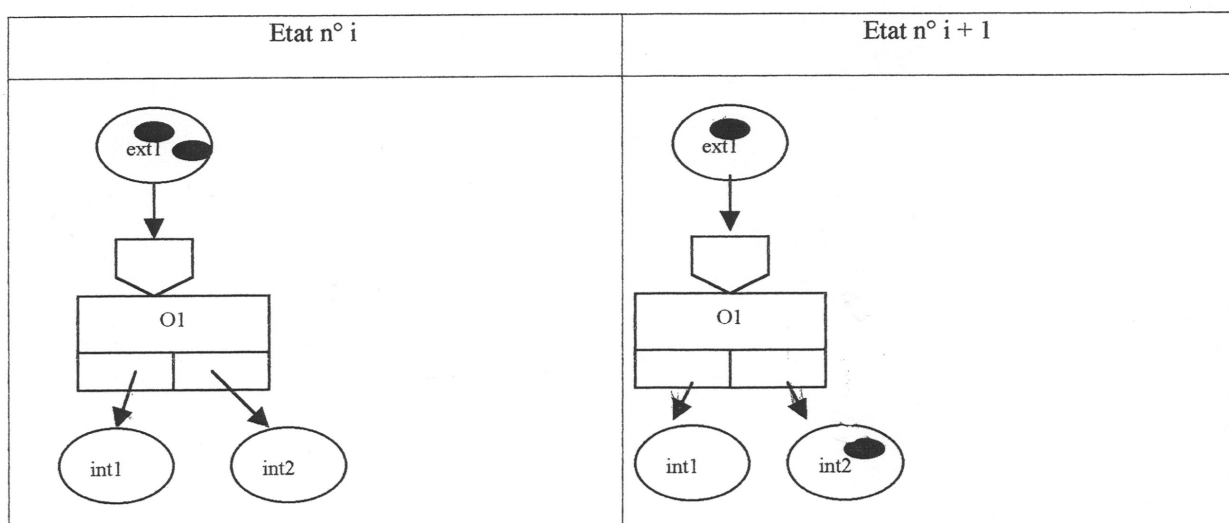 Etat n° i
Etat n° i + 1
ext1
ext1
O1
O1
int1
int2
int1
int2